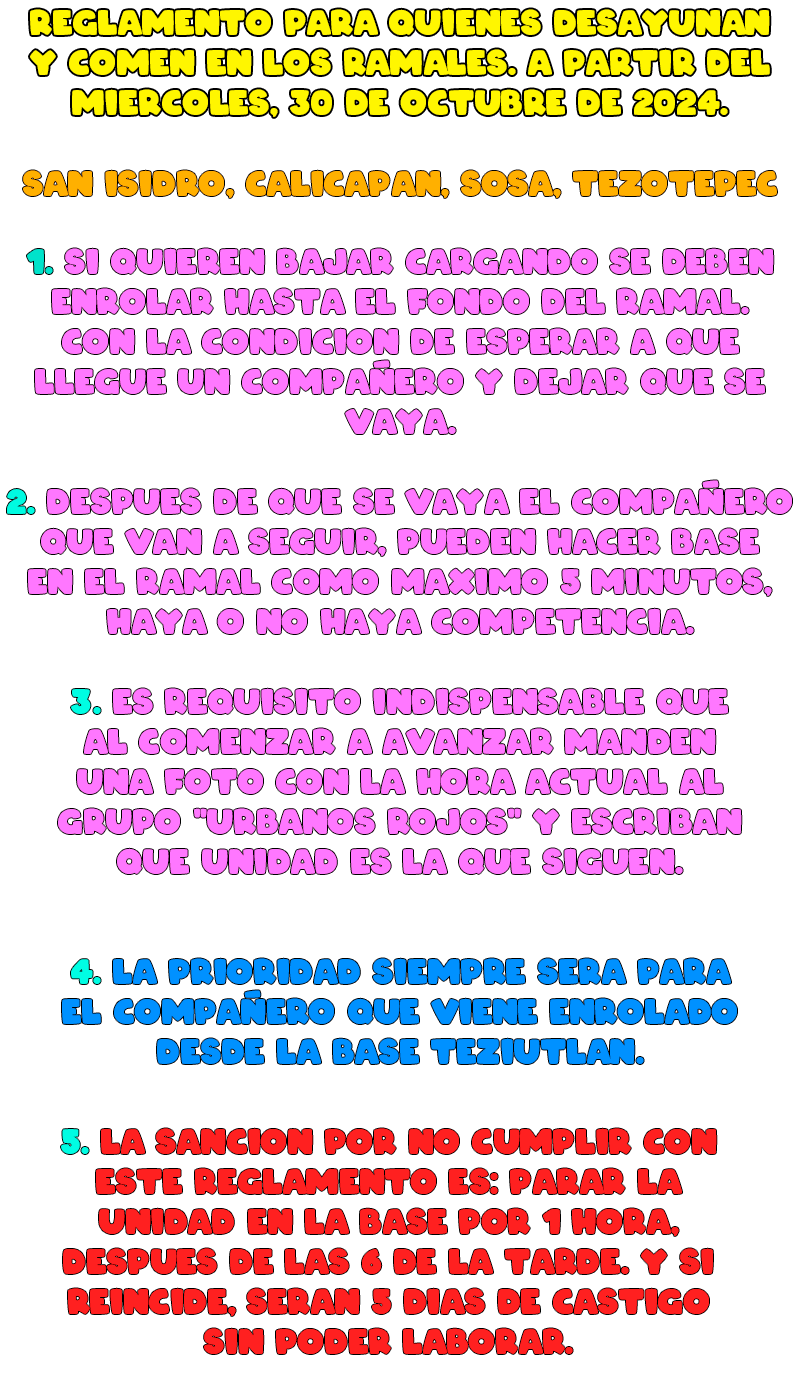 REGLAMENTO PARA QUIENES DESAYUNAN
Y COMEN EN LOS RAMALES. A PARTIR DEL
MIERCOLES, 30 DE OCTUBRE DE 2024.
SAN ISIDRO, CALICAPAN, SOSA, TEZOTEPEC
1. SI QUIEREN BAJAR CARGANDO SE DEBEN
ENROLAR HASTA EL FONDO DEL RAMAL.
CON LA CONDICION DE ESPERAR A QUE
LLEGUE UN COMPAÑERO Y DEJAR QUE SE
VAYA.
2. DESPUES DE QUE SE VAYA EL COMPAÑERO
QUE VAN A SEGUIR, PUEDEN HACER BASE
EN EL RAMAL COMO MAXIMO 5 MINUTOS,
HAYA O NO HAYA COMPETENCIA.
3. ES REQUISITO INDISPENSABLE QUE
AL COMENZAR A AVANZAR MANDEN
UNA FOTO CON LA HORA ACTUAL AL
GRUPO "URBANOS ROJOS" Y ESCRIBAN
QUE UNIDAD ES LA QUE SIGUEN.
4. LA PRIORIDAD SIEMPRE SERA PARA
EL COMPAÑERO QUE VIENE ENROLADO
DESDE LA BASE TEZIUTLAN.
5. LA SANCION POR NO CUMPLIR CON
ESTE REGLAMENTO ES: PARAR LA
UNIDAD EN LA BASE POR 1 HORA,
DESPUES DE LAS 6 DE LA TARDE. Y SI
REINCIDE, SERAN 3 DIAS DE CASTIGO
SIN PODER LABORAR.